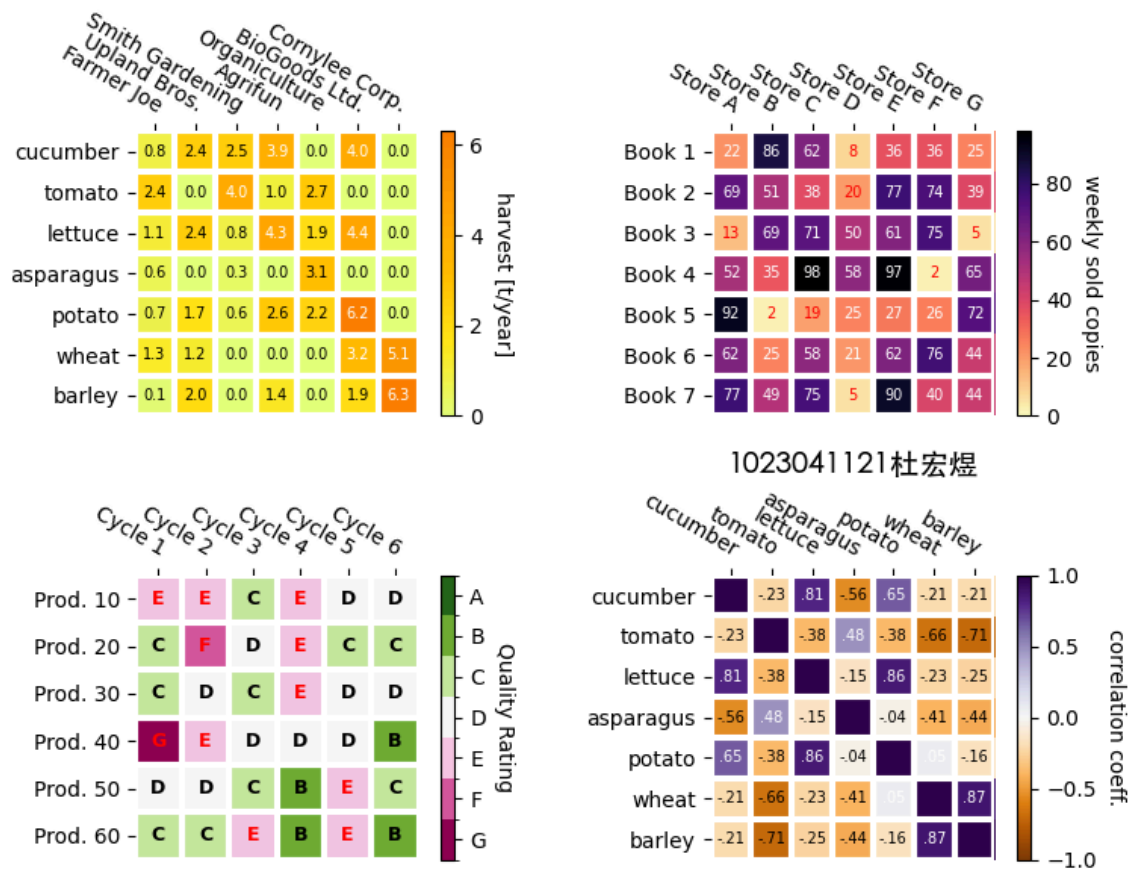 Farmer Joe
Upland Bros.
Smith Gardening
Agrifun
Organiculture
BioGoods Ltd.
Cornylee Corp.
cucumber 0.8 2.4 2.5 3.9 0.0 4.0 0.0
tomato 2.4 0.0 4.0 1.0 2.7 0.0 0.0
lettuce 1.1 2.4 0.8 4.3 1.9 4.4 0.0
asparagus 0.6 0.0 0.3 0.0 3.1 0.0 0.0
potato 0.7 1.7 0.6 2.6 2.2 6.2 0.0
wheat 1.3 1.2 0.0 0.0 0.0 3.2 5.1
barley 0.1 2.0 0.0 1.4 0.0 1.9 6.3
6
4
2
0
harvest [t/year]
Store A
Store B
Store C
Store D
Store E
Store F
Store G
Book 1 22 86 62 8 36 36 25
Book 2 69 51 38 20 77 74 39
Book 3 13 69 71 50 61 75 5
Book 4 52 35 98 58 97 2 65
Book 5 92 2 19 25 27 26 72
Book 6 62 25 58 21 62 76 44
Book 7 77 49 75 5 90 40 44
80
60
40
20
0
weekly sold copies
Cycle 1
Cycle 2
Cycle 3
Cycle 4
Cycle 5
Cycle 6
Prod. 10 E E C E D D
Prod. 20 C F D E C C
Prod. 30 C D C E D D
Prod. 40 G E D D D B
Prod. 50 D D C B E C
Prod. 60 C C E B E B
A
B
C
D
E
F
G
Quality Rating
1023041121杜宏煜
cucumber
tomato
lettuce
asparagus
potato
wheat
barley
cucumber -.23 .81 -.56 .65 -.21 -.21
tomato -.23 -.38 .48 -.38 -.66 -.71
lettuce .81 -.38 -.15 .86 -.23 -.25
asparagus -.56 .48 -.15 -.04 -.41 -.44
potato .65 -.38 .86 -.04 .05 -.16
wheat -.21 -.66 -.23 -.41 .05 .87
barley -.21 -.71 -.25 -.44 -.16 .87
1.0
0.5
0.0
−0.5
−1.0
correlation coeff.